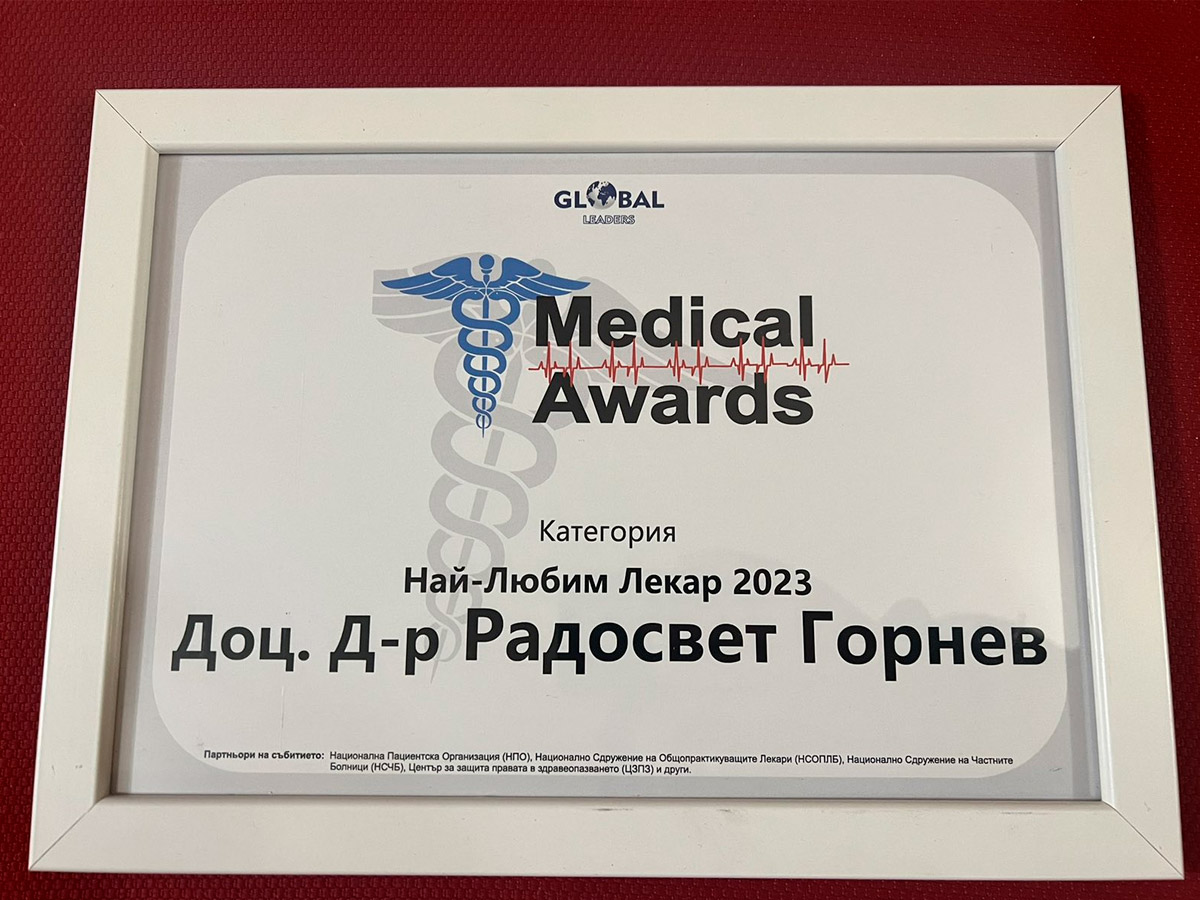 GLOBAL
LEADERS
Medical
Awards
Категория
Най-Любим Лекар 2023
Доц. Д-р Радосвет Горнев
Партньори на събитието: Национална Пациентска Организация (НПО), Национално Сдружение на Общопрактикуващите Лекари (НСОПЛБ), Национално Сдружение на Частните
Болници (НСЧБ), Център за защита правата в здравеопазването (ЦЗПЗ) и други.